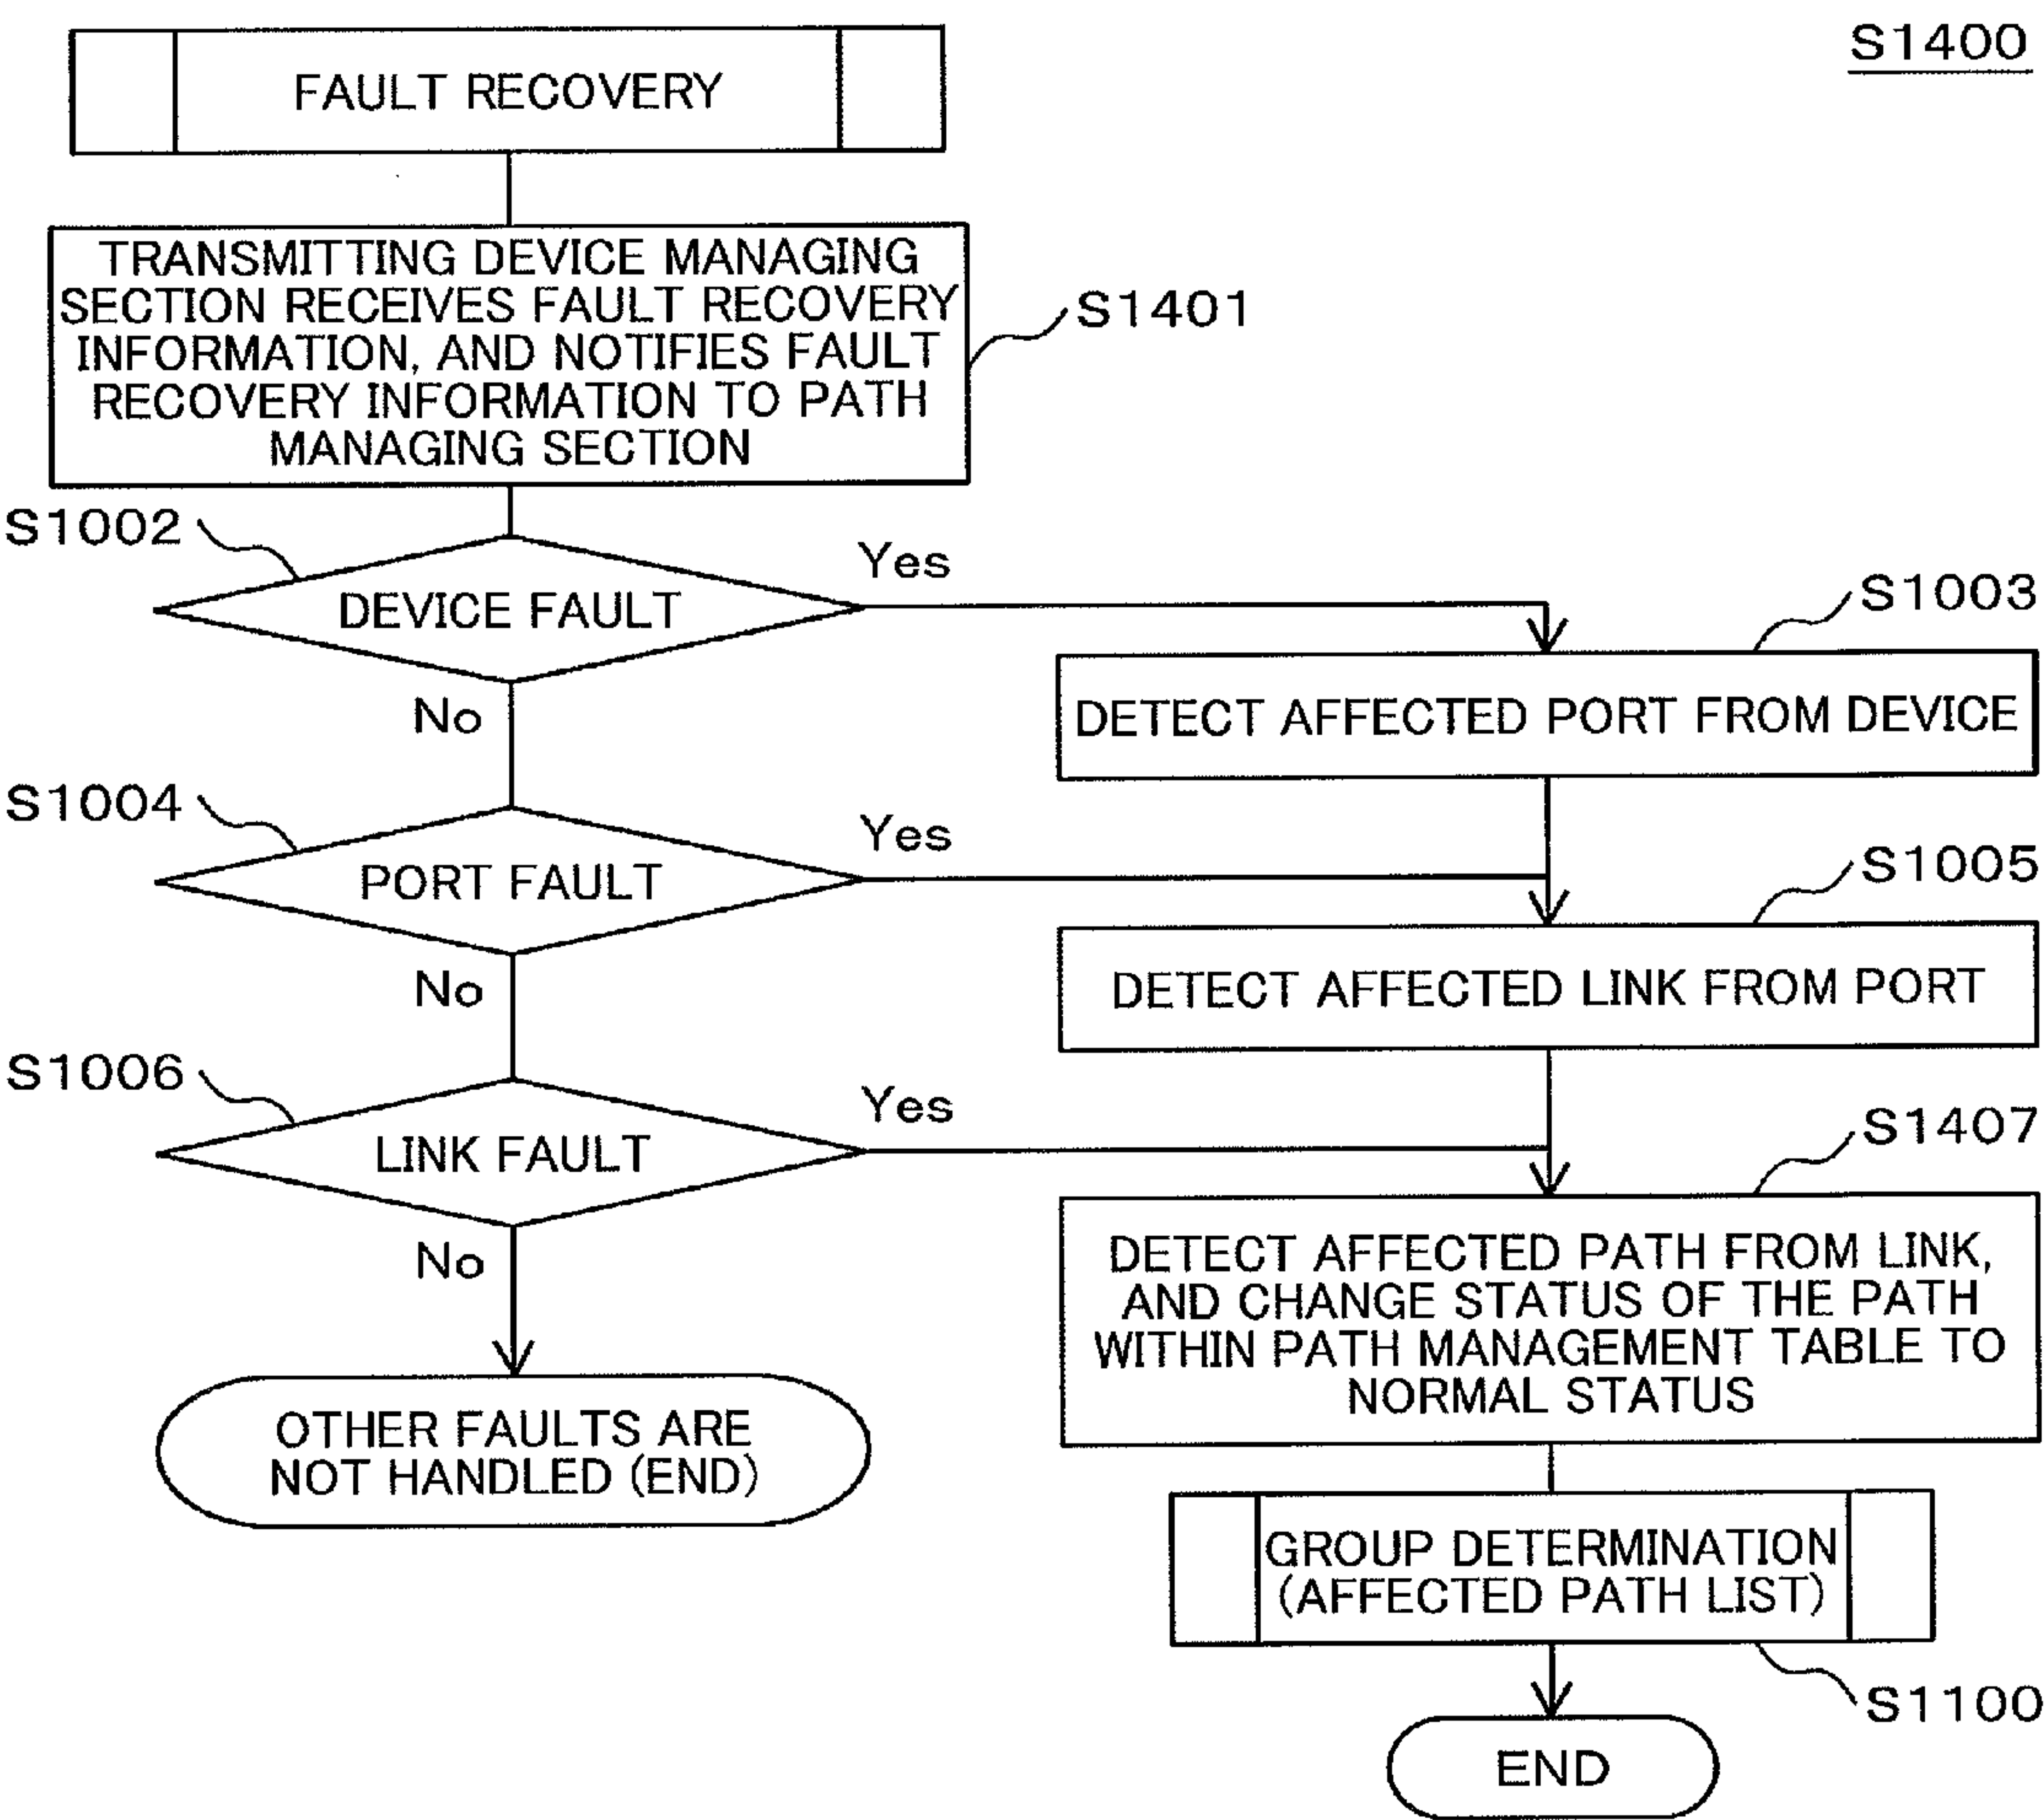 S1400
FAULT RECOVERY
TRANSMITTING DEVICE MANAGING
SECTION RECEIVES FAULT RECOVERY
INFORMATION, AND NOTIFIES FAULT
RECOVERY INFORMATION TO PATH
MANAGING SECTION
S1401
S1002
DEVICE FAULT
Yes
No
S1003
DETECT AFFECTED PORT FROM DEVICE
S1004
PORT FAULT
Yes
No
S1005
DETECT AFFECTED LINK FROM PORT
S1006
LINK FAULT
Yes
No
S1407
DETECT AFFECTED PATH FROM LINK,
AND CHANGE STATUS OF THE PATH
WITHIN PATH MANAGEMENT TABLE TO
NORMAL STATUS
OTHER FAULTS ARE
NOT HANDLED (END)
GROUP DETERMINATION
(AFFECTED PATH LIST)
S1100
END